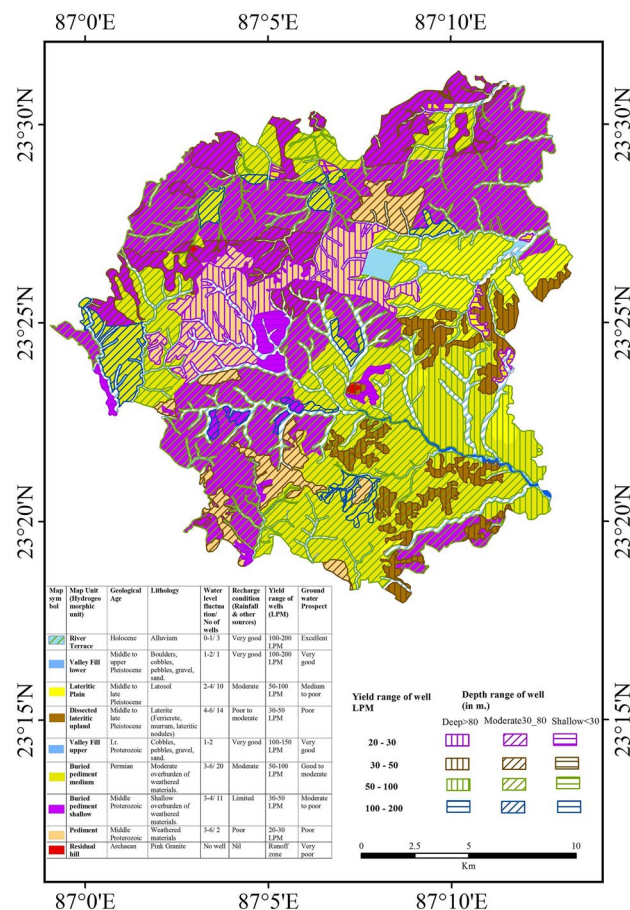 87°0'E 87°5'E 87°10'E
23°30'N 23°30'N
23°25'N 23°25'N
23°20'N 23°20'N
23°15'N 23°15'N
Map symbol Map Unit (Hydrogeomorphic unit) Geological Age Lithology Water level fluctuation/ No of wells Recharge condition (Rainfall & other sources) Yield range of wells (LPM) Ground water Prospect
River Terrace Holocene Alluvium 0-1/ 3 Very good 100-200 LPM Excellent
Valley Fill lower Middle to upper Pleistocene Boulders, cobbles, pebbles, gravel, sand. 1-2/ 1 Very good 100-200 LPM Very good
Lateritic Plain Middle to late Pleistocene Latosol 2-4/ 10 Moderate 50-100 LPM Medium to poor
Dissected lateritic upland Middle to late Pleistocene Laterite (Ferricrete, murrum, lateritic nodules) 4-6/ 14 Poor to moderate 30-50 LPM Poor
Valley Fill upper Lr. Proterozoic Cobbles, pebbles, gravel, sand. 1-2 Very good 100-150 LPM Very good
Buried pediment medium Permian Moderate overburden of weathered materials. 3-6/ 20 Moderate 50-100 LPM Good to moderate
Buried pediment shallow Middle Proterozoic Shallow overburden of weathered materials. 3-4/ 11 Limited 30-50 LPM Moderate to poor
Pediment Middle Proterozoic Weathered materials 3-6/ 2 Poor 20-30 LPM Poor
Residual hill Archaean Pink Granite No well Nil Runoff zone Very poor
Yield range of well LPM
Depth range of well (in m.)
Deep>80 Moderate30_80 Shallow<30
20 - 30
30 - 50
50 - 100
100 - 200
0 2.5 5 10
Km
87°0'E 87°5'E 87°10'E